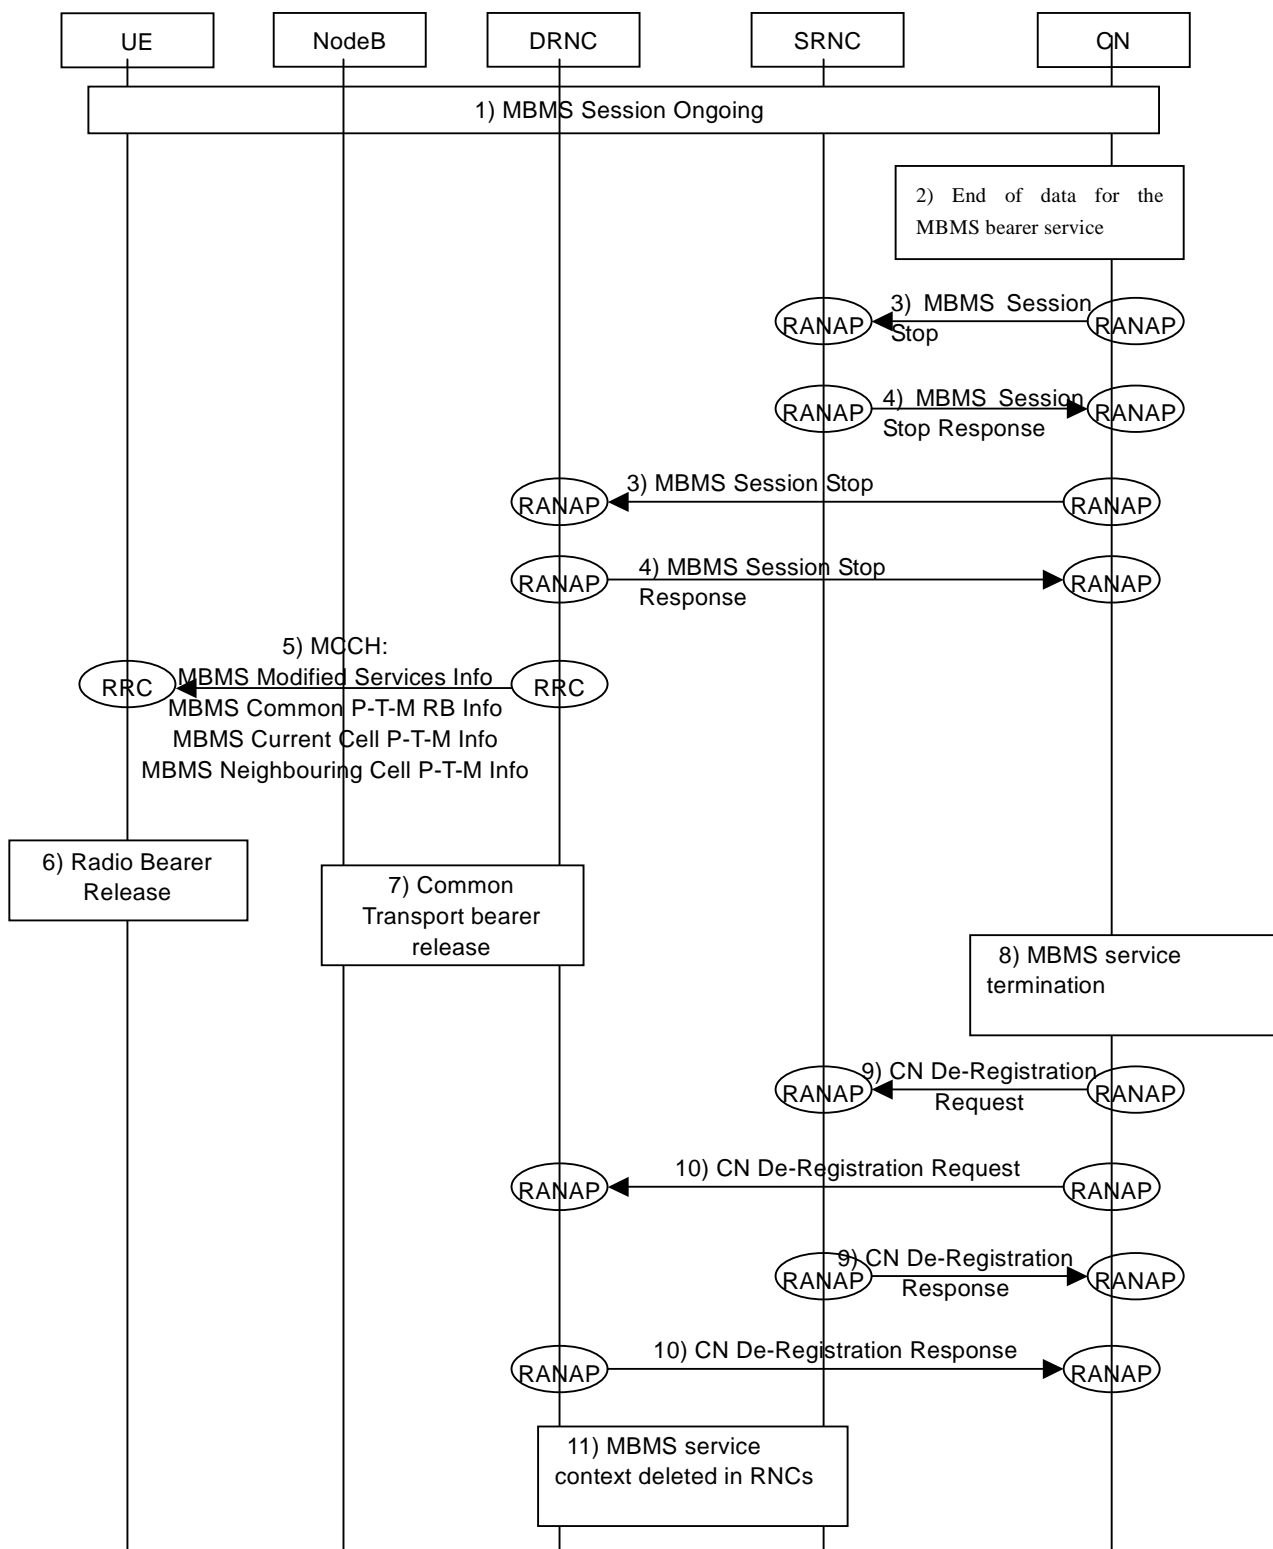 UE
NodeB
DRNC
SRNC
CN
1) MBMS Session Ongoing
2) End of data for the
MBMS bearer service
RANAP
3) MBMS Session
Stop
RANAP
RANAP
4) MBMS Session
Stop Response
RANAP
RANAP
3) MBMS Session Stop
RANAP
RANAP
4) MBMS Session Stop
Response
RANAP
RRC
5) MCCH:
MBMS Modified Services Info
MBMS Common P-T-M RB Info
MBMS Current Cell P-T-M Info
MBMS Neighbouring Cell P-T-M Info
RRC
6) Radio Bearer
Release
7) Common
Transport bearer
release
8) MBMS service
termination
RANAP
9) CN De-Registration
Request
RANAP
RANAP
10) CN De-Registration Request
RANAP
RANAP
9) CN De-Registration
Response
RANAP
RANAP
10) CN De-Registration Response
RANAP
11) MBMS service
context deleted in RNCs